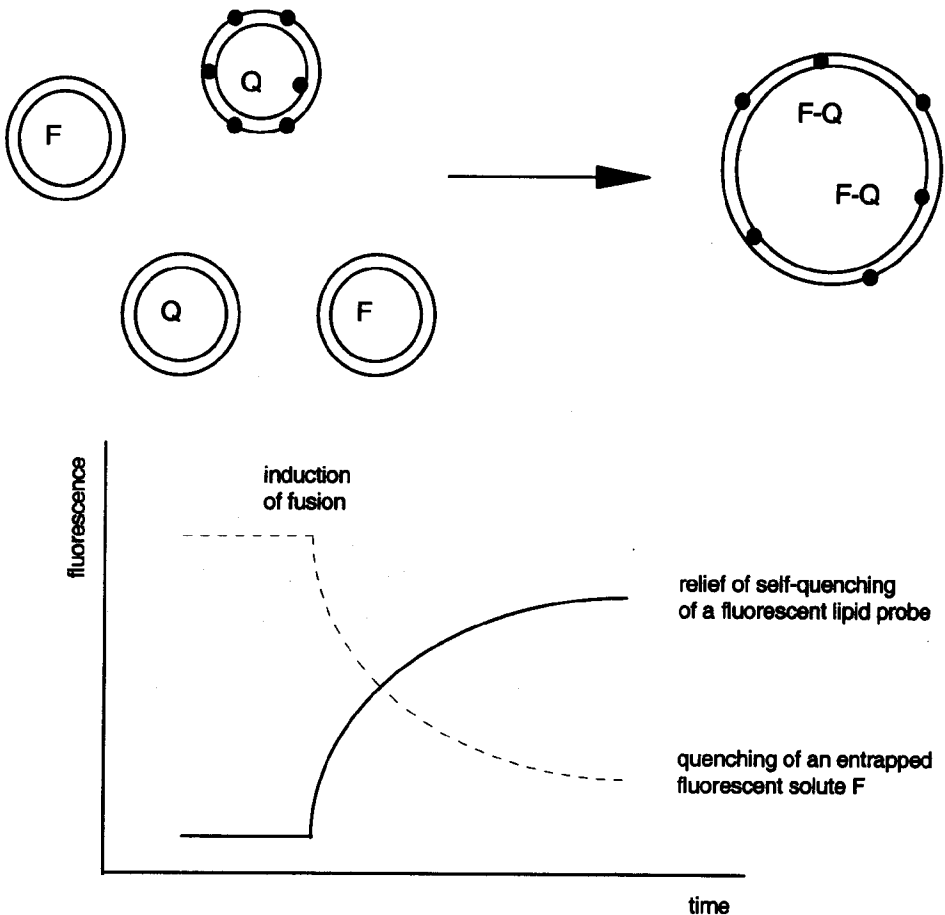 Q
F
F-Q
F-Q
Q
F
fluorescence
induction
of fusion
relief of self-quenching
of a fluorescent lipid probe
quenching of an entrapped
fluorescent solute F
time